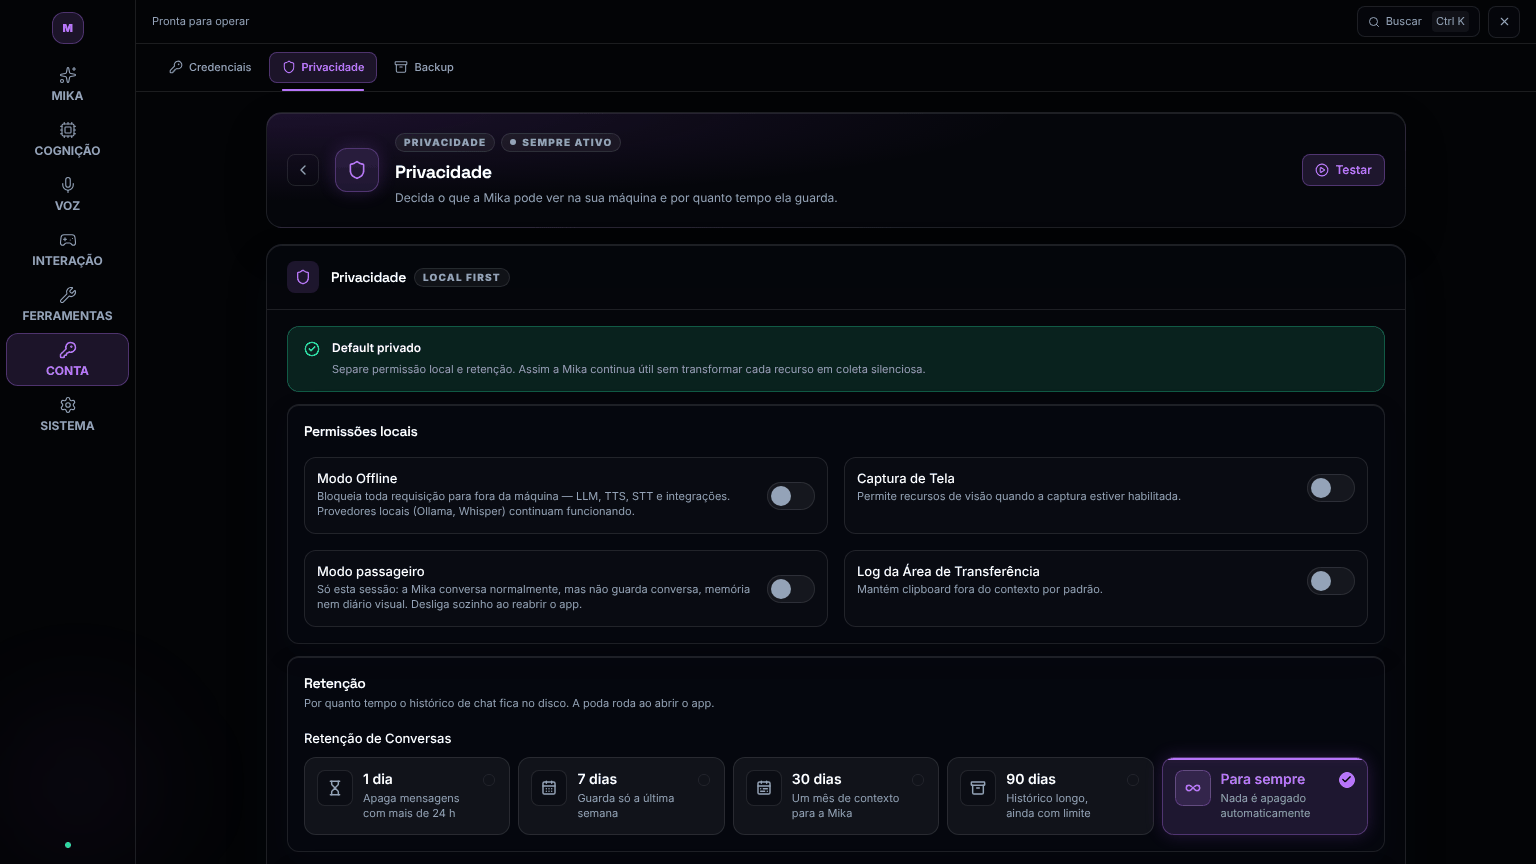 M
Pronta para operar
Buscar
Ctrl K
MIKA
COGNIÇÃO
VOZ
INTERAÇÃO
FERRAMENTAS
CONTA
SISTEMA
Credenciais
Privacidade
Backup
PRIVACIDADE
SEMPRE ATIVO
Privacidade
Decida o que a Mika pode ver na sua máquina e por quanto tempo ela guarda.
Testar
Privacidade
LOCAL FIRST
Default privado
Separe permissão local e retenção. Assim a Mika continua útil sem transformar cada recurso em coleta silenciosa.
Permissões locais
Modo Offline
Bloqueia toda requisição para fora da máquina — LLM, TTS, STT e integrações.
Provedores locais (Ollama, Whisper) continuam funcionando.
Captura de Tela
Permite recursos de visão quando a captura estiver habilitada.
Modo passageiro
Só esta sessão: a Mika conversa normalmente, mas não guarda conversa, memória
nem diário visual. Desliga sozinho ao reabrir o app.
Log da Área de Transferência
Mantém clipboard fora do contexto por padrão.
Retenção
Por quanto tempo o histórico de chat fica no disco. A poda roda ao abrir o app.
Retenção de Conversas
1 dia
Apaga mensagens
com mais de 24 h
7 dias
Guarda só a última
semana
30 dias
Um mês de contexto
para a Mika
90 dias
Histórico longo,
ainda com limite
Para sempre
Nada é apagado
automaticamente